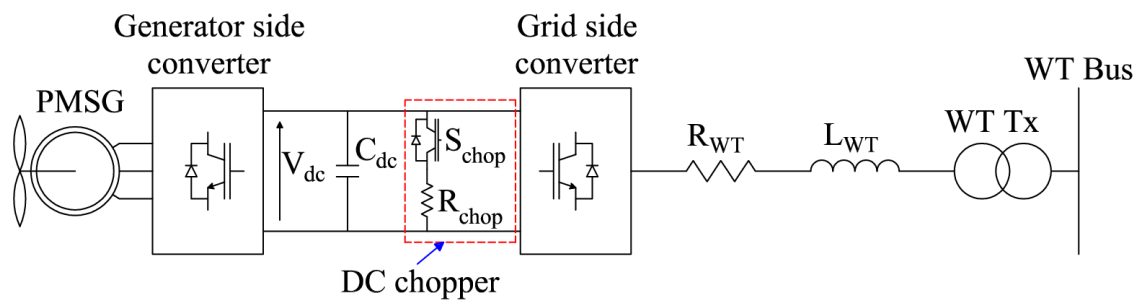 Generator side
converter
Grid side
converter
PMSG
WT Bus
V_dc
C_dc
S_chop
R_chop
R_WT
L_WT
WT Tx
DC chopper